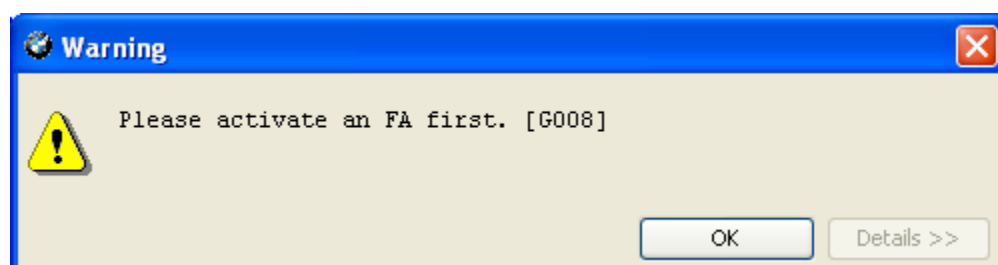 Warning
Please activate an FA first. [G008]
OK
Details >>